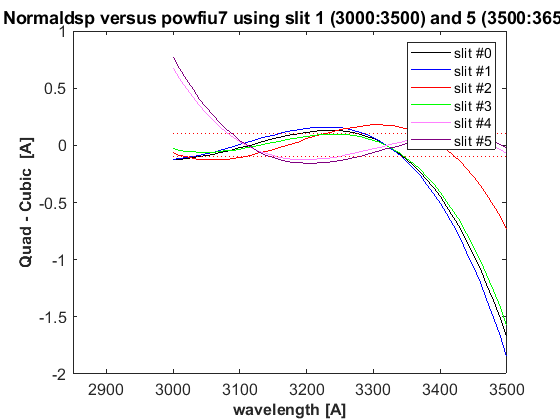 Normaldsp versus powfiu7 using slit 1 (3000:3500) and 5 (3500:365
1
0.5
0
-0.5
-1
-1.5
-2
Quad - Cubic [A]
slit #0
slit #1
slit #2
slit #3
slit #4
slit #5
2900 3000 3100 3200 3300 3400 3500
wavelength [A]